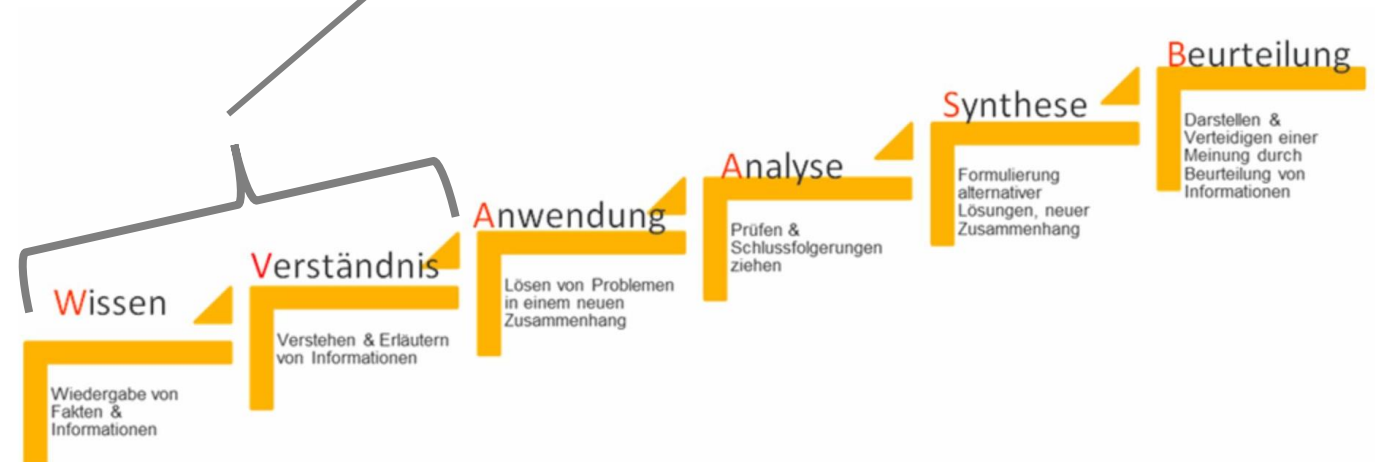 Wissen
Wiedergabe von
Fakten &
Informationen
Verständnis
Verstehen & Erläutern
von Informationen
Anwendung
Lösen von Problemen
in einem neuen
Zusammenhang
Analyse
Prüfen &
Schlussfolgerungen
ziehen
Synthese
Formulierung
alternativer
Lösungen, neuer
Zusammenhang
Beurteilung
Darstellen &
Verteidigen einer
Meinung durch
Beurteilung von
Informationen